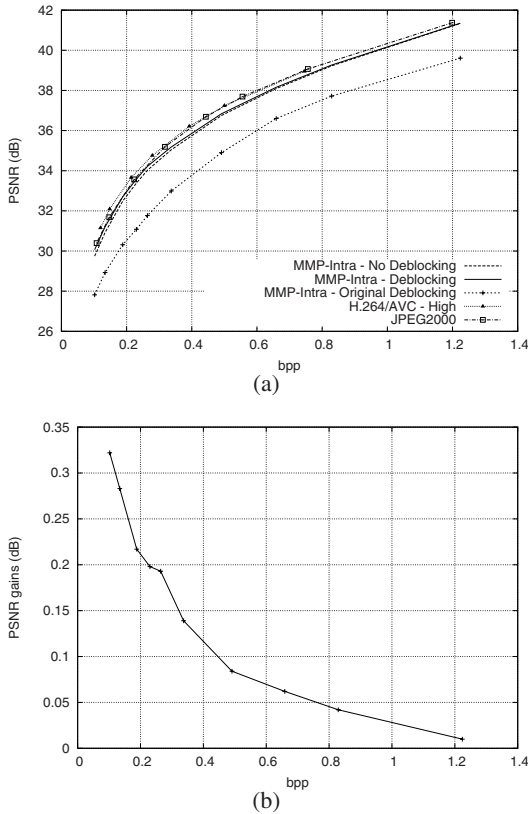 42
40
38
36
34
32
30
28
26
PSNR (dB)
MMP-Intra - No Deblocking
MMP-Intra - Deblocking
MMP-Intra - Original Deblocking
H.264/AVC - High
JPEG2000
0 0.2 0.4 0.6 0.8 1 1.2 1.4
bpp
(a)
0.35
0.3
0.25
0.2
0.15
0.1
0.05
0
PSNR gains (dB)
0 0.2 0.4 0.6 0.8 1 1.2 1.4
bpp
(b)